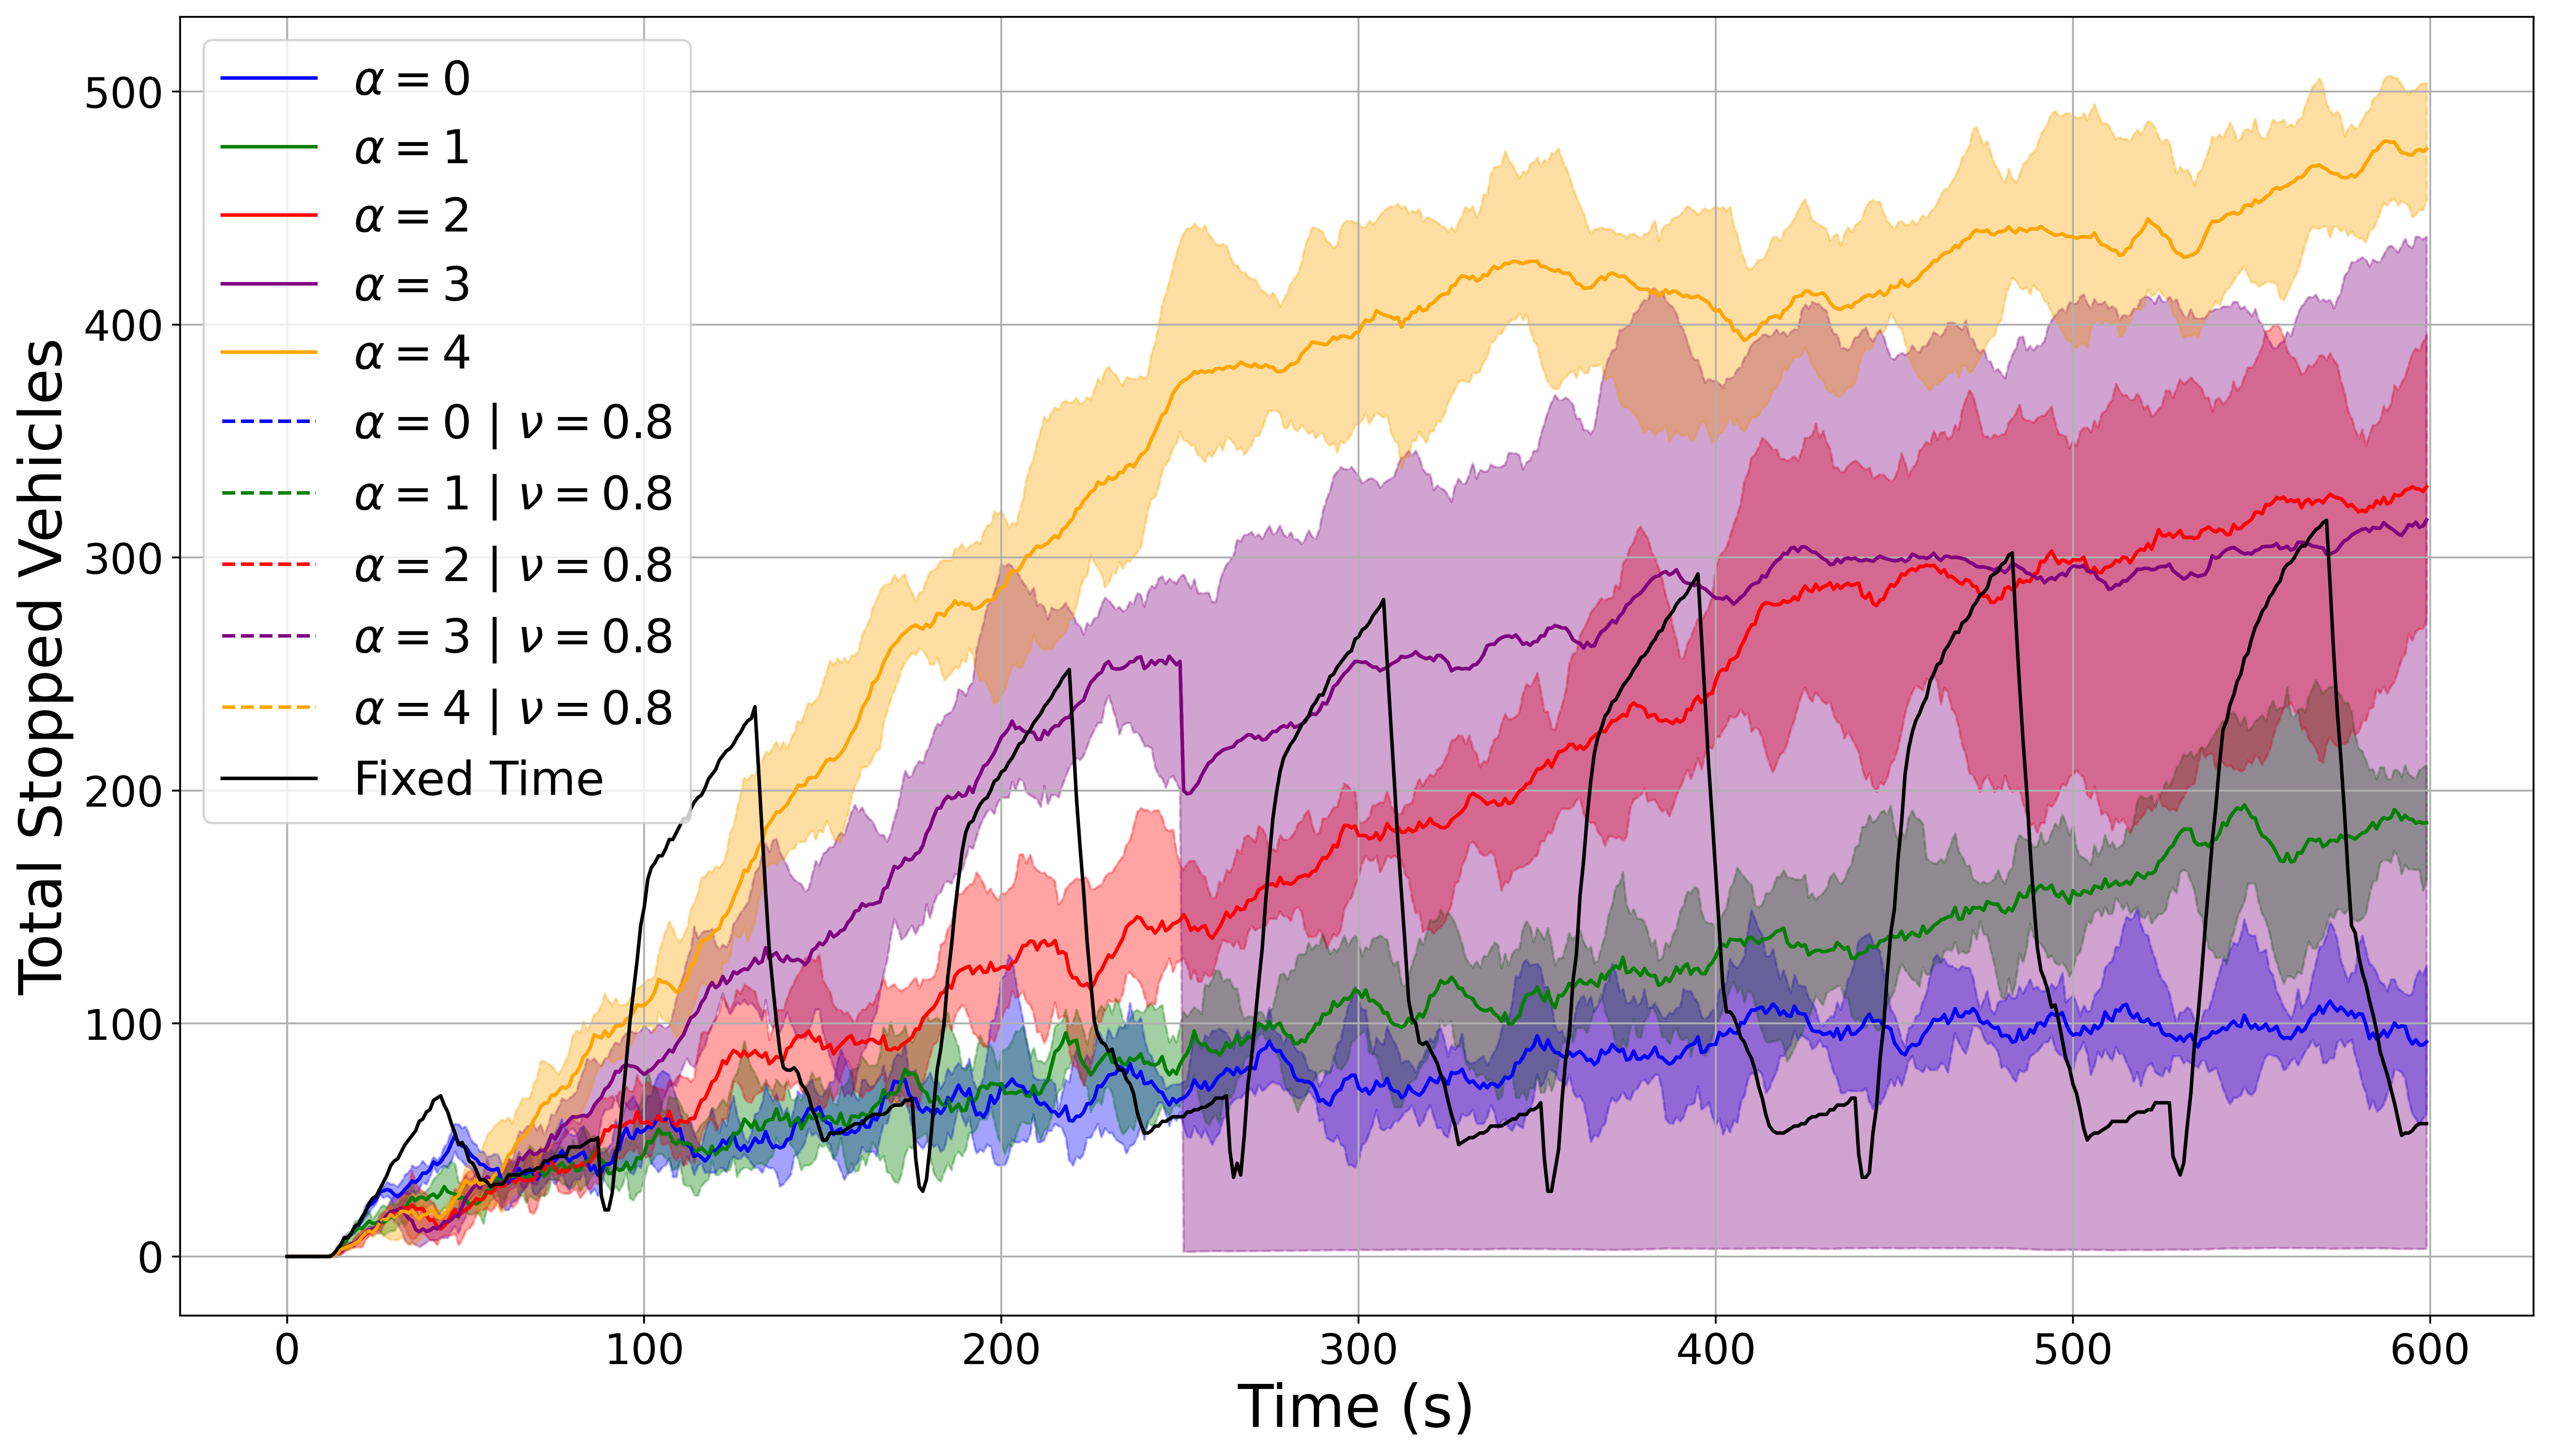 α = 0
α = 1
α = 2
α = 3
α = 4
α = 0 | ν = 0.8
α = 1 | ν = 0.8
α = 2 | ν = 0.8
α = 3 | ν = 0.8
α = 4 | ν = 0.8
Fixed Time
Total Stopped Vehicles
500
400
300
200
100
0
0 100 200 300 400 500 600
Time (s)